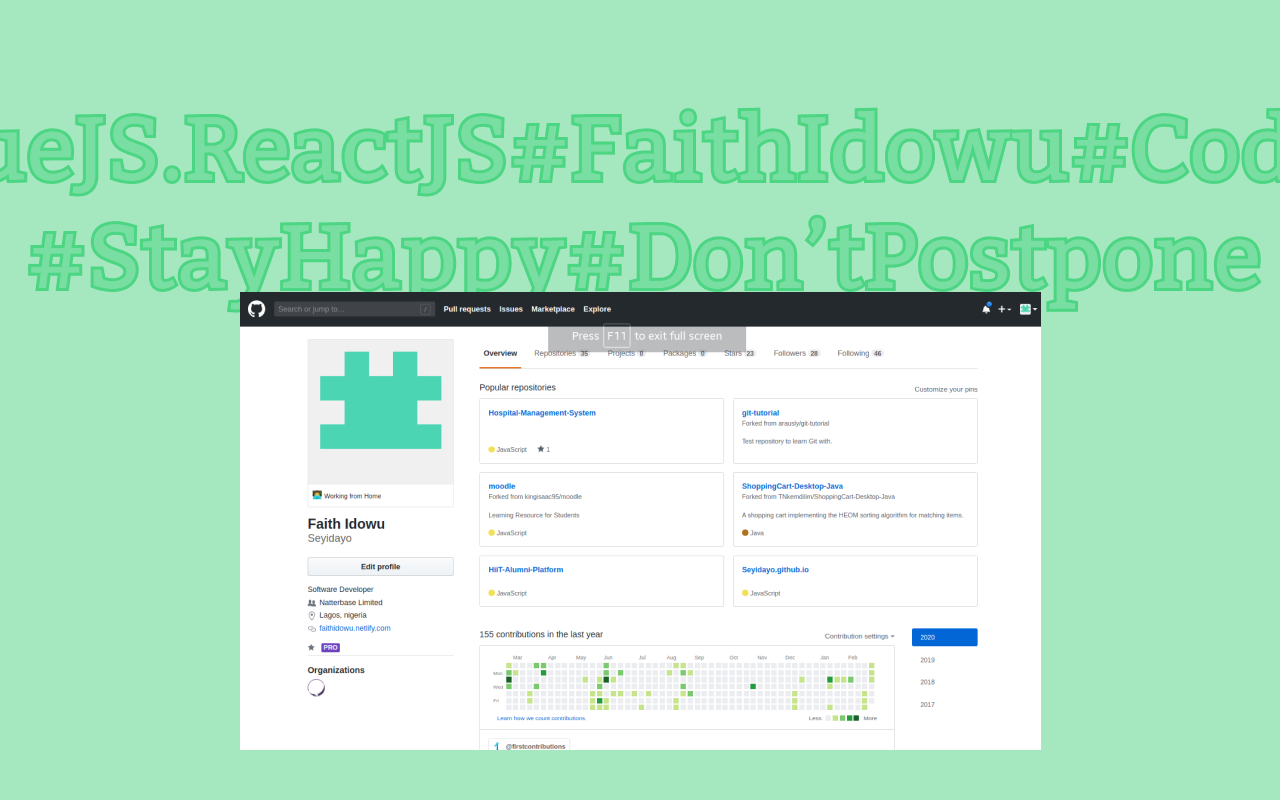 ueJS.ReactJS#FaithIdowu#Cod
#StayHappy#Don’tPostpone
Search or jump to...
/
Pull requests
Issues
Marketplace
Explore
Press F11 to exit full screen
Overview
Repositories 35
Projects 0
Packages 0
Stars 23
Followers 28
Following 46
Popular repositories
Customize your pins
Hospital-Management-System
JavaScript
1
git-tutorial
Forked from arausly/git-tutorial
Test repository to learn Git with.
moodle
Forked from kingisaac95/moodle
Learning Resource for Students
JavaScript
ShoppingCart-Desktop-Java
Forked from TNkemdilim/ShoppingCart-Desktop-Java
A shopping cart implementing the HEOM sorting algorithm for matching items.
Java
HiiT-Alumni-Platform
JavaScript
Seyidayo.github.io
JavaScript
Working from Home
Faith Idowu
Seyidayo
Edit profile
Software Developer
Natterbase Limited
Lagos, nigeria
faithidowu.netlify.com
PRO
Organizations
155 contributions in the last year
Contribution settings
2020
2019
2018
2017
Mar Apr May Jun Jul Aug Sep Oct Nov Dec Jan Feb
Mon
Wed
Fri
Learn how we count contributions.
Less
More
@firstcontributions